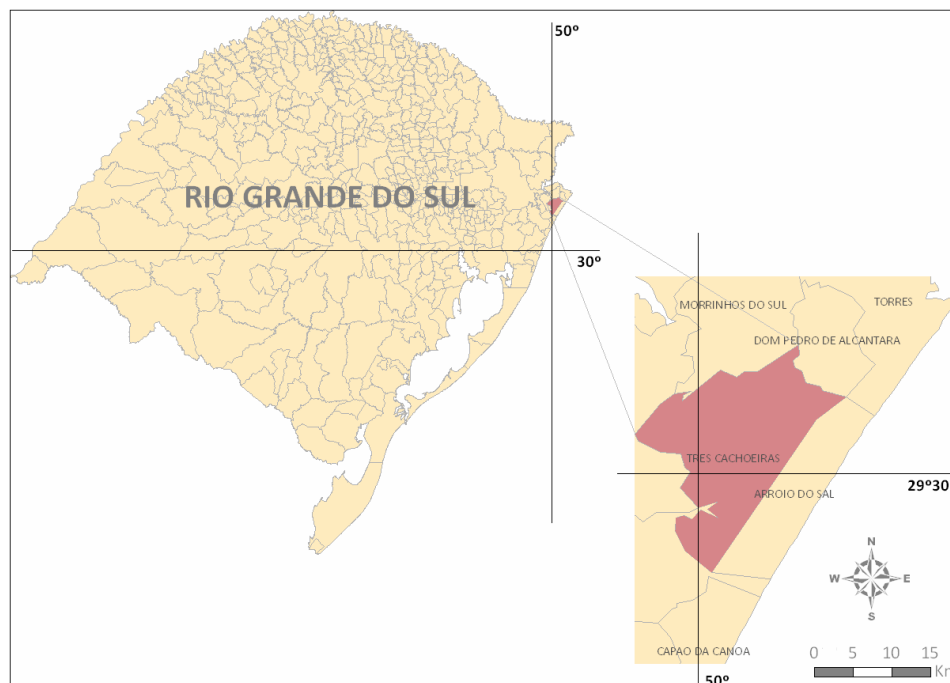 50º
RIO GRANDE DO SUL
30º
MORRINHOS DO SUL
TORRES
DOM PEDRO DE ALCANTARA
TRES CACHOEIRAS
29º30
ARROIO DO SAL
N
W
E
S
CAPAO DA CANOA
0 5 10 15
Km
50º